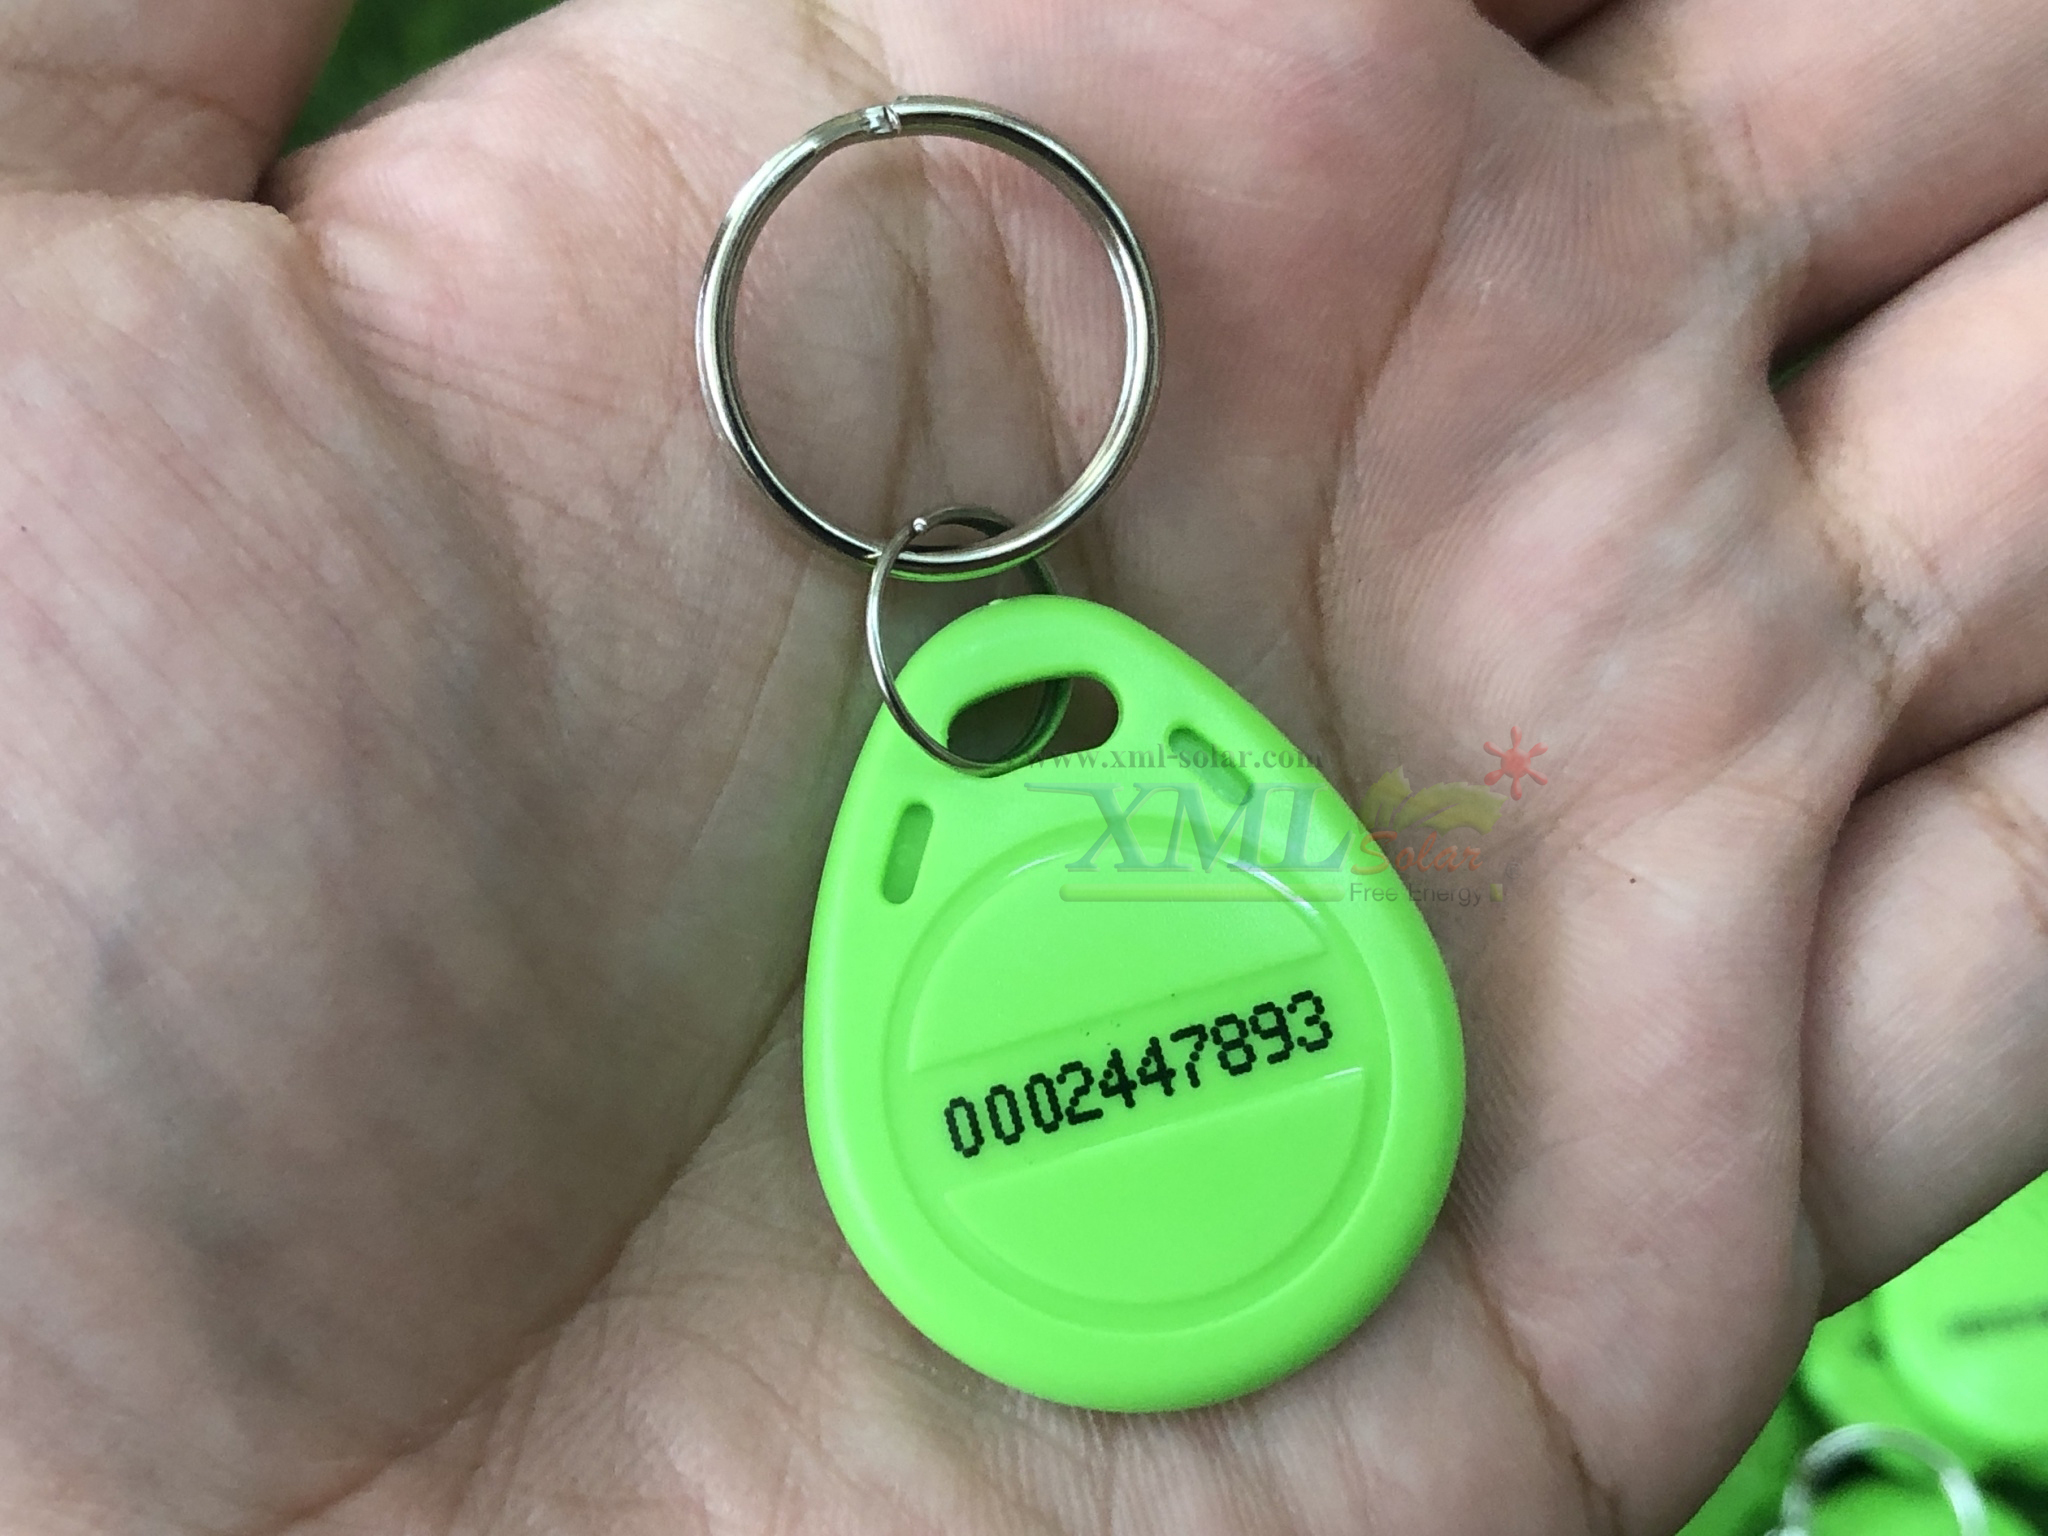 www.xml-solar.com
XML
Solar
Free Energy
0002447893